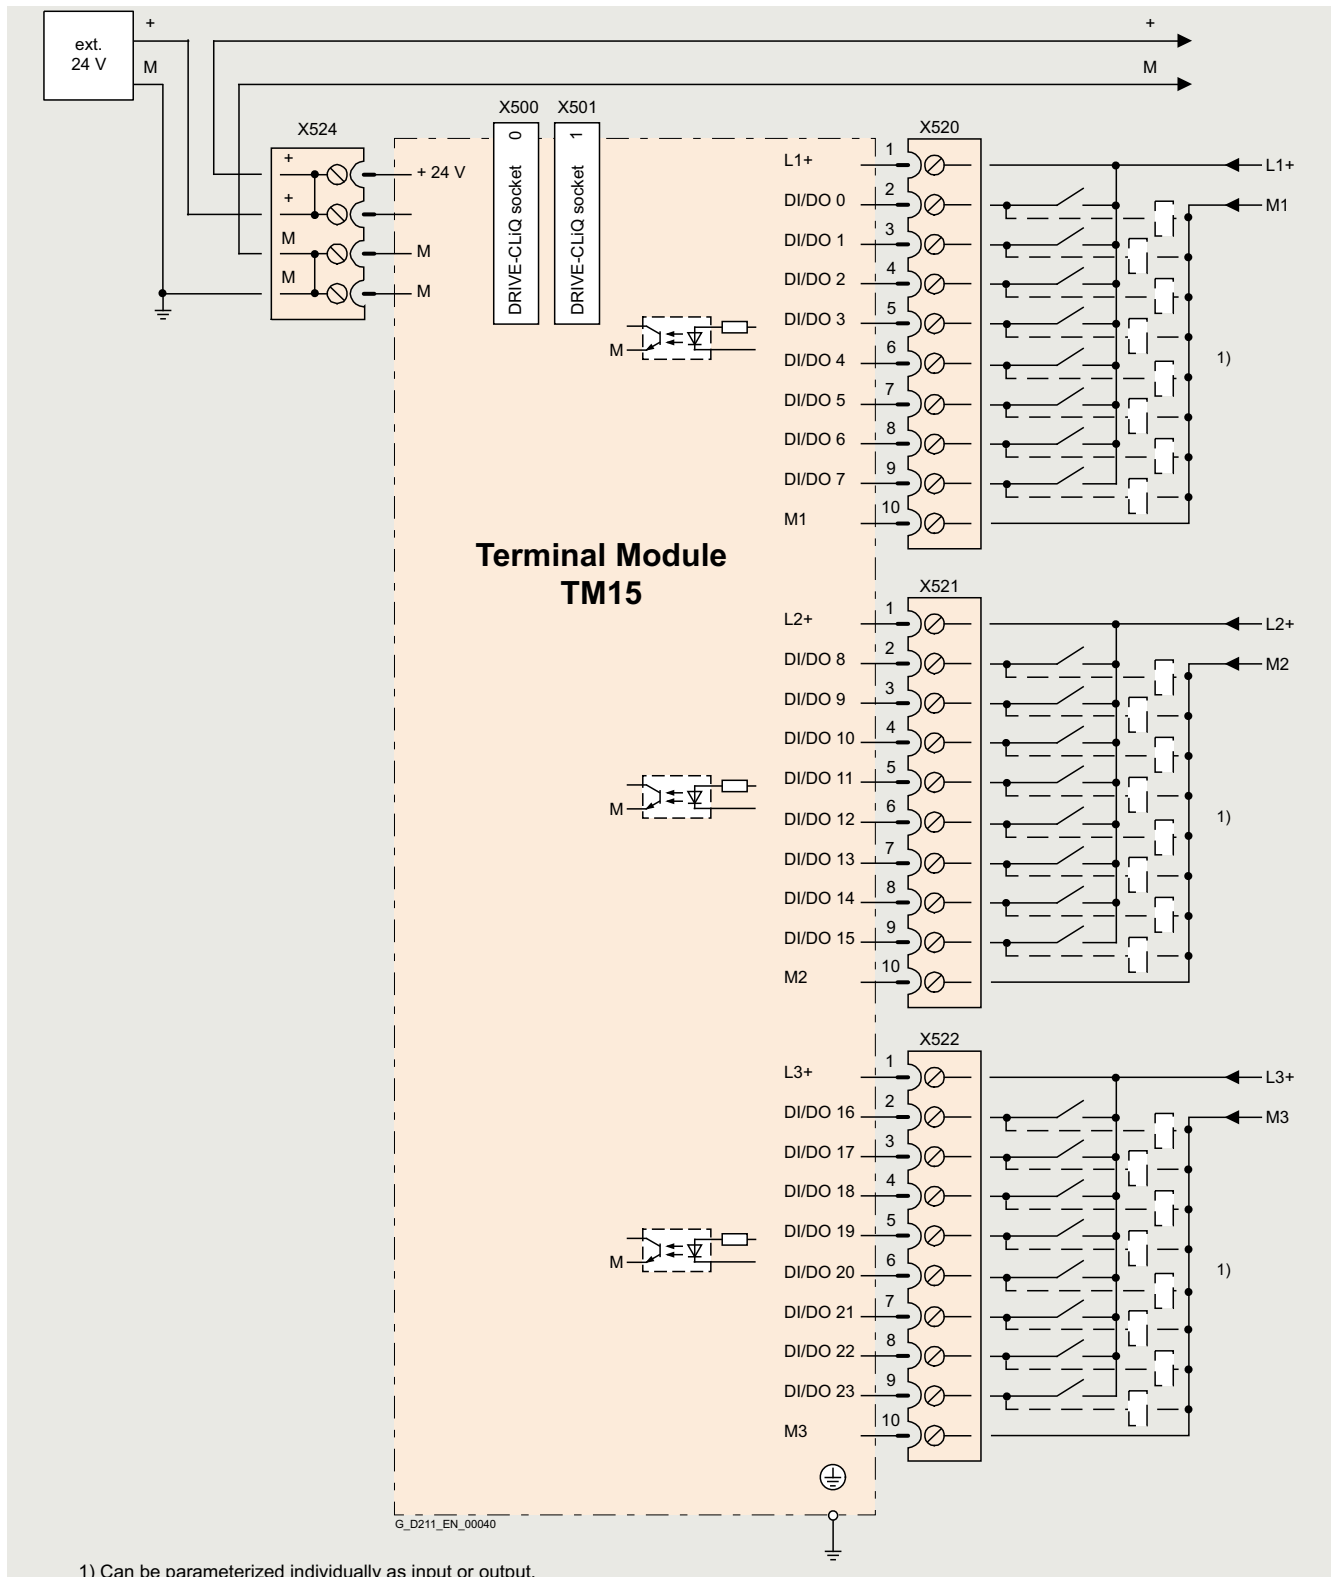 +
+
ext.
24 V
M
M
X524
X500
X501
X520
+
+
M
M
+ 24 V
M
M
DRIVE-CLiQ socket 0
DRIVE-CLiQ socket 1
L1+ 1 L1+
DI/DO 0 2 M1
DI/DO 1 3
DI/DO 2 4
DI/DO 3 5
M
DI/DO 4 6 1)
DI/DO 5 7
DI/DO 6 8
DI/DO 7 9
M1 10
Terminal Module
TM15
X521
L2+ 1 L2+
DI/DO 8 2 M2
DI/DO 9 3
DI/DO 10 4
DI/DO 11 5
M
DI/DO 12 6 1)
DI/DO 13 7
DI/DO 14 8
DI/DO 15 9
M2 10
X522
L3+ 1 L3+
DI/DO 16 2 M3
DI/DO 17 3
DI/DO 18 4
DI/DO 19 5
M
DI/DO 20 6 1)
DI/DO 21 7
DI/DO 22 8
DI/DO 23 9
M3 10
G_D211_EN_00040
1) Can be parameterized individually as input or output.